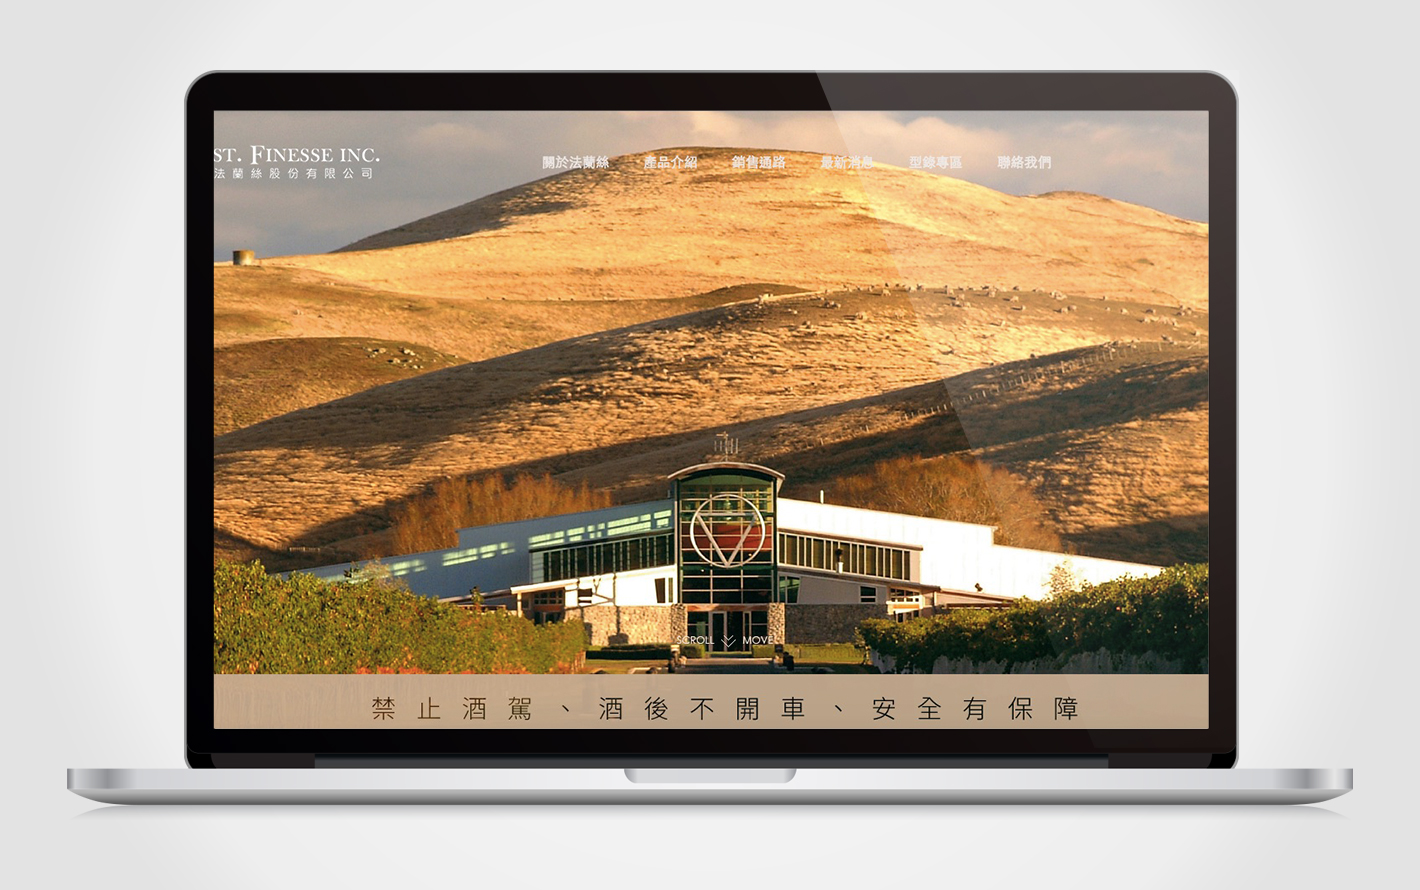 ST. FINESSE INC.
法蘭絲股份有限公司
關於法蘭絲 產品介紹 銷售通路 最新消息 型錄專區 聯絡我們
SCROLL MOVE
禁止酒駕、酒後不開車、安全有保障